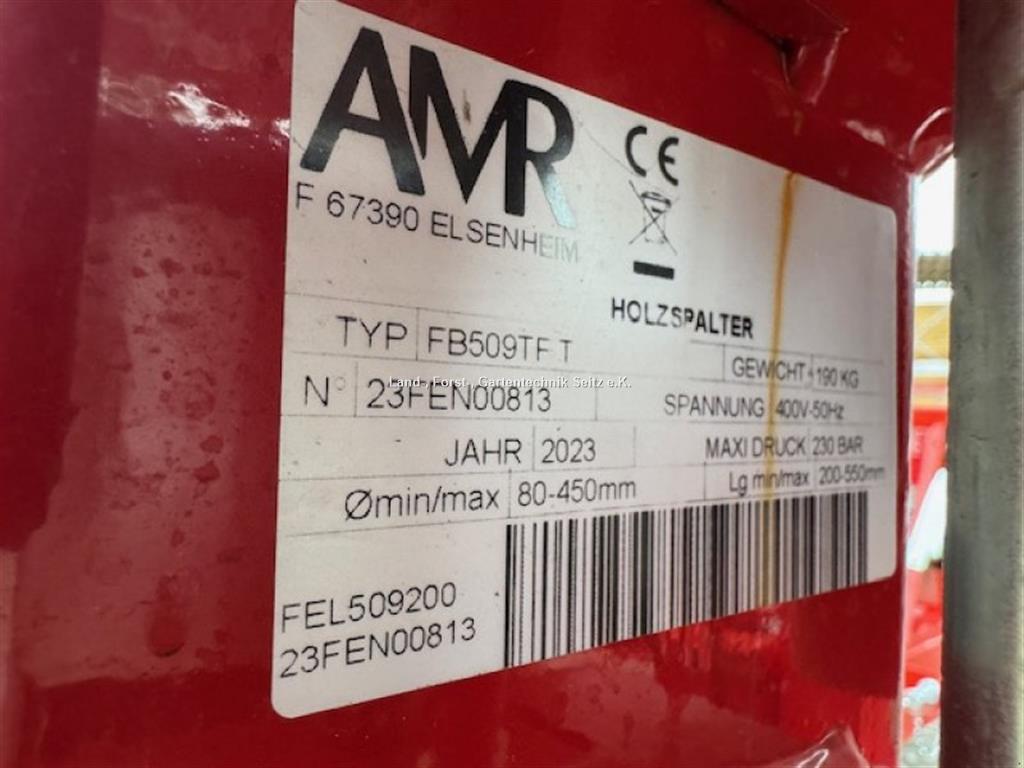 AMR
CE
F 67390 ELSENHEIM
HOLZSPALTER
TYP FB509TF T
GEWICHT 190 KG
Land-, Forst-, Gartentechnik Seitz e.K.
N° 23FEN00813
SPANNUNG 400V-50Hz
JAHR 2023
MAXI DRUCK 230 BAR
Ømin/max 80-450mm
Lg min/max 200-550mm
FEL509200
23FEN00813